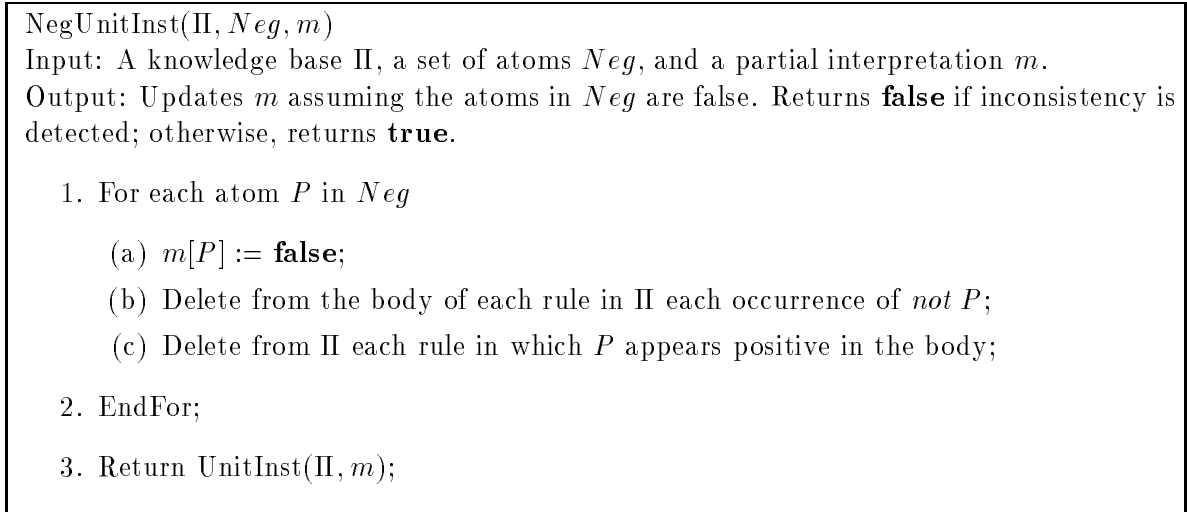 NegUnitInst(Π, Neg, m)
Input: A knowledge base Π, a set of atoms Neg, and a partial interpretation m.
Output: Updates m assuming the atoms in Neg are false. Returns false if inconsistency is
detected; otherwise, returns true.
1. For each atom P in Neg
(a) m[P] := false;
(b) Delete from the body of each rule in Π each occurrence of not P;
(c) Delete from Π each rule in which P appears positive in the body;
2. EndFor;
3. Return UnitInst(Π, m);